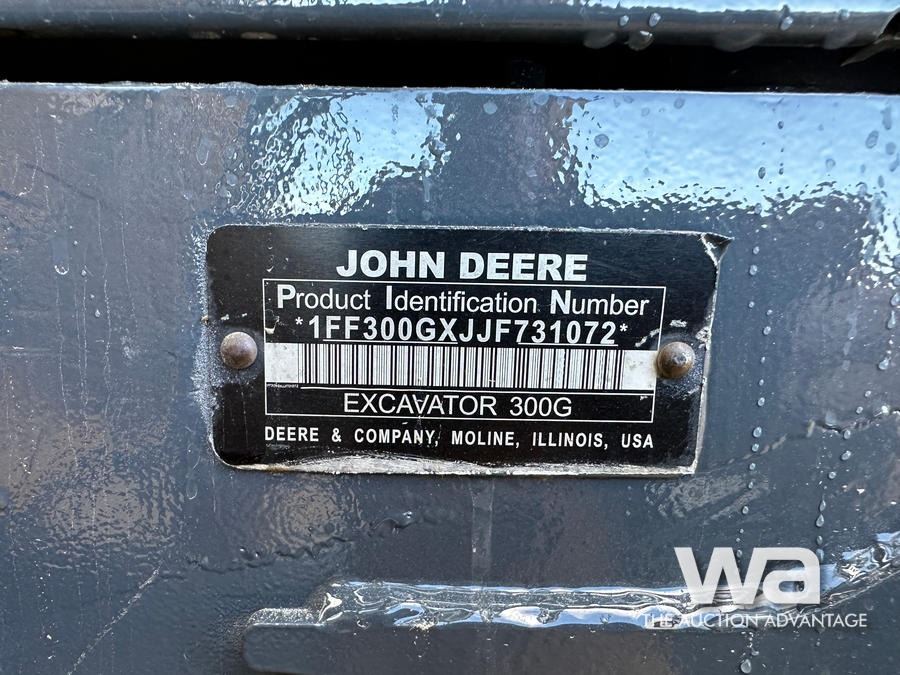 JOHN DEERE
Product Identification Number
*1FF300GXJJF731072*
EXCAVATOR 300G
DEERE & COMPANY, MOLINE, ILLINOIS, USA
wa
THE AUCTION ADVANTAGE